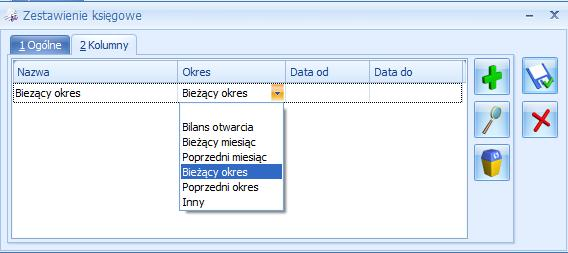 Zestawienie księgowe
1 Ogólne 2 Kolumny
Nazwa Okres Data od Data do
Biezący okres Bieżący okres
Bilans otwarcia
Bieżący miesiąc
Poprzedni miesiąc
Bieżący okres
Poprzedni okres
Inny